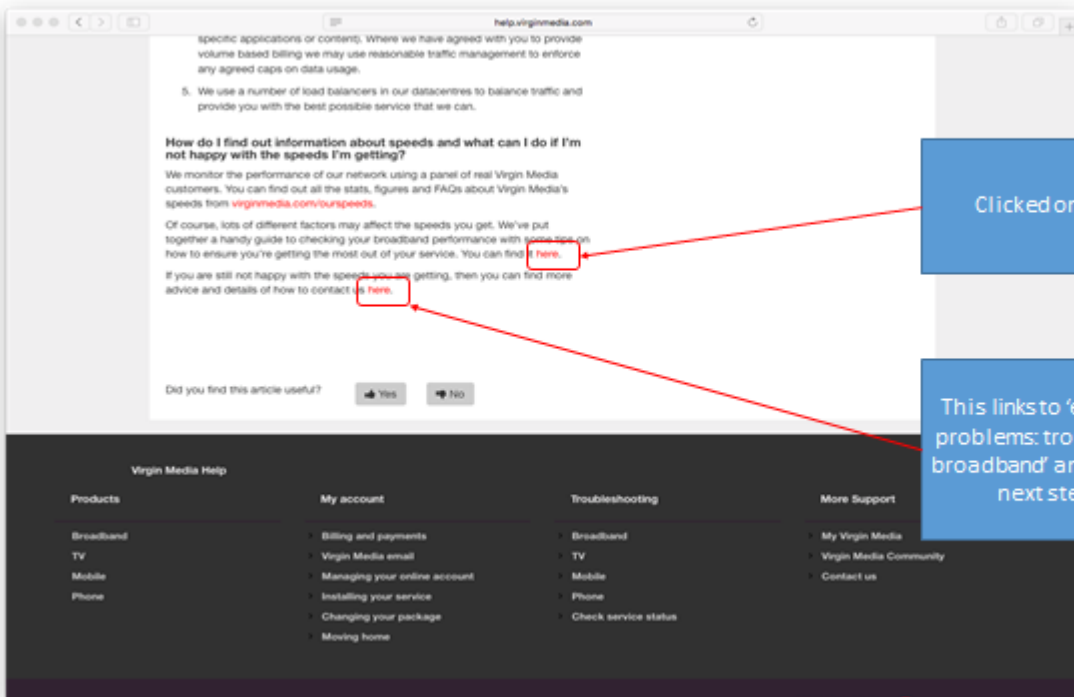 help.virginmedia.com
specific applications or content). Where we have agreed with you to provide
volume based billing we may use reasonable traffic management to enforce
any agreed caps on data usage.
5. We use a number of load balancers in our datacentres to balance traffic and
provide you with the best possible service that we can.
How do I find out information about speeds and what can I do if I'm
not happy with the speeds I'm getting?
We monitor the performance of our network using a panel of real Virgin Media
customers. You can find out all the stats, figures and FAQs about Virgin Media's
speeds from virginmedia.com/ourspeeds.
Of course, lots of different factors may affect the speeds you get. We've put
together a handy guide to checking your broadband performance with some tips on
how to ensure you're getting the most out of your service. You can find it here.
If you are still not happy with the speeds you are getting, then you can find more
advice and details of how to contact us here.
Clicked on
This links to 'e
problems: tro
broadband' an
next ste
Did you find this article useful? Yes No
Virgin Media Help
Products
Broadband
TV
Mobile
Phone
My account
Billing and payments
Virgin Media email
Managing your online account
Installing your service
Changing your package
Moving home
Troubleshooting
Broadband
TV
Mobile
Phone
Check service status
More Support
My Virgin Media
Virgin Media Community
Contact us